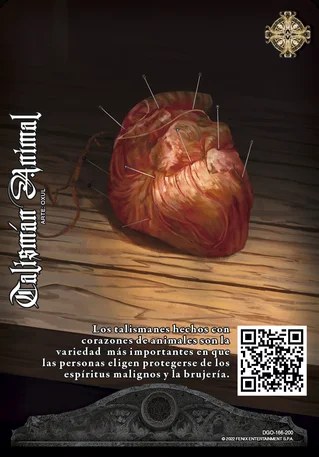 Talismán Animal
ARTE: OXUL
Los talismanes hechos con
corazones de animales son la
variedad más importantes en que
las personas eligen protegerse de los
espíritus malignos y la brujería.
DGO-166-200
© 2022 FENIX ENTERTAINMENT S.P.A.